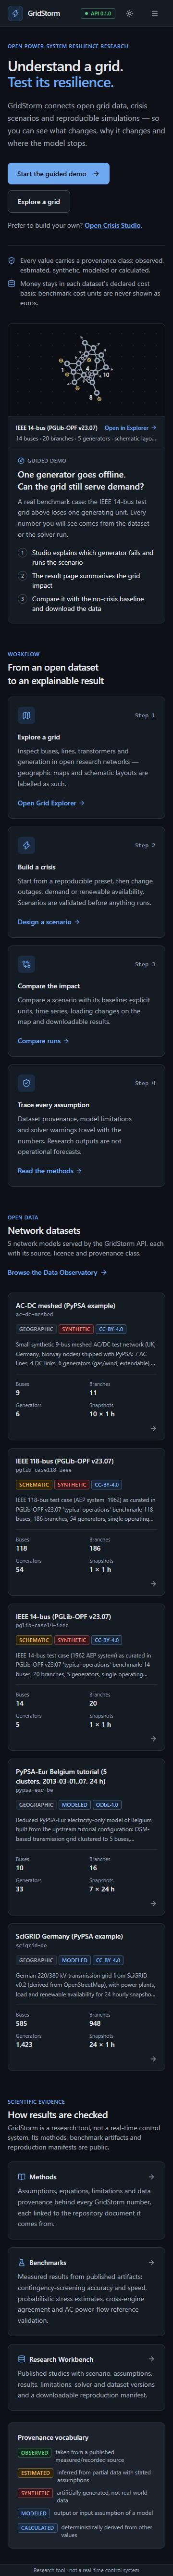 GridStorm
API 0.1.0
OPEN POWER-SYSTEM RESILIENCE RESEARCH
Understand a grid.
Test its resilience.
GridStorm connects open grid data, crisis
scenarios and reproducible simulations — so
you can see what changes, why it changes and
where the model stops.
Start the guided demo →
Explore a grid
Prefer to build your own? Open Crisis Studio.
Every value carries a provenance class: observed,
estimated, synthetic, modeled or calculated.
Money stays in each dataset's declared cost
basis; benchmark cost units are never shown as
euros.
1
4
10
8
IEEE 14-bus (PGLib-OPF v23.07)
Open in Explorer →
14 buses · 20 branches · 5 generators · schematic layo...
GUIDED DEMO
One generator goes offline.
Can the grid still serve demand?
A real benchmark case: the IEEE 14-bus test
case above loses one generating unit. Every
number you will see comes from the dataset
or the solver run.
1 Studio explains which generator fails and
runs the scenario
2 The result page summarises the grid
impact
3 Compare it with the no-crisis baseline
and download the data
WORKFLOW
From an open dataset
to an explainable result
Step 1
Explore a grid
Inspect buses, lines, transformers and
generation in open research networks —
geographic maps and schematic layouts are
labelled as such.
Open Grid Explorer →
Step 2
Build a crisis
Start from a reproducible preset, then change
outages, demand or renewable availability.
Scenarios are validated before anything runs.
Design a scenario →
Step 3
Compare the impact
Compare a scenario with its baseline: explicit
units, time series, loading changes on the
map and downloadable results.
Compare runs →
Step 4
Trace every assumption
Dataset provenance, model limitations
and solver warnings travel with the
numbers. Research outputs are not
operational forecasts.
Read the methods →
OPEN DATA
Network datasets
5 network models served by the GridStorm API, each
with its source, licence and provenance class.
Browse the Data Observatory →
AC-DC meshed (PyPSA example)
ac-dc-meshed
GEOGRAPHIC SYNTHETIC CC-BY-4.0
Small synthetic 9-bus meshed AC/DC test network (UK,
Germany, Norway nodes) shipped with PyPSA: 7 AC
lines, 4 DC links, 6 generators (gas/wind, extendable),...
Buses
9
Branches
11
Generators
6
Snapshots
10 × 1 h
IEEE 118-bus (PGLib-OPF v23.07)
pglib-case118-ieee
SCHEMATIC SYNTHETIC CC-BY-4.0
IEEE 118-bus test case (AEP system, 1962) as curated in
PGLib-OPF v23.07 'typical operations' benchmark: 118
buses, 186 branches, 54 generators, single operating...
Buses
118
Branches
186
Generators
54
Snapshots
1 × 1 h
IEEE 14-bus (PGLib-OPF v23.07)
pglib-case14-ieee
SCHEMATIC SYNTHETIC CC-BY-4.0
IEEE 14-bus test case (1962 AEP system) as curated in
PGLib-OPF v23.07 'typical operations' benchmark: 14
buses, 20 branches, 5 generators, single operating...
Buses
14
Branches
20
Generators
5
Snapshots
1 × 1 h
PyPSA-Eur Belgium tutorial (5
clusters, 2013-03-01..07, 24 h)
pypsa-eur-be
GEOGRAPHIC MODELED ODbL-1.0
Reduced PyPSA-Eur electricity-only model of Belgium
built from the upstream tutorial configuration: OSM-
based transmission grid clustered to 5 buses,...
Buses
10
Branches
16
Generators
33
Snapshots
7 × 24 h
SciGRID Germany (PyPSA example)
scigrid-de
GEOGRAPHIC MODELED CC-BY-4.0
German 220/380 kV transmission grid from SciGRID
v0.2 (derived from OpenStreetMap), with power plants,
load and renewable availability for 24 hourly snapshot...
Buses
585
Branches
948
Generators
1,423
Snapshots
24 × 1 h
SCIENTIFIC EVIDENCE
How results are checked
GridStorm is a research tool, not a real-time control
system. Its methods, benchmark artifacts and
reproduction manifests are public.
Methods →
Assumptions, equations, limitations and data
provenance behind every GridStorm number,
each linked to the repository document it
comes from.
Benchmarks →
Measured results from published artifacts:
contingency-screening accuracy and speed,
probabilistic stress estimates, cross-engine
agreement and AC power-flow reference
validation.
Research Workbench →
Published studies with scenario, assumptions,
results, limitations, solver and dataset versions
and a downloadable reproduction manifest.
Provenance vocabulary
OBSERVED taken from a published
measured/recorded source
ESTIMATED inferred from partial data with stated
assumptions
SYNTHETIC artificially generated, not real-world
data
MODELED output or input assumption of a model
CALCULATED deterministically derived from other
values
Research tool · not a real-time control system